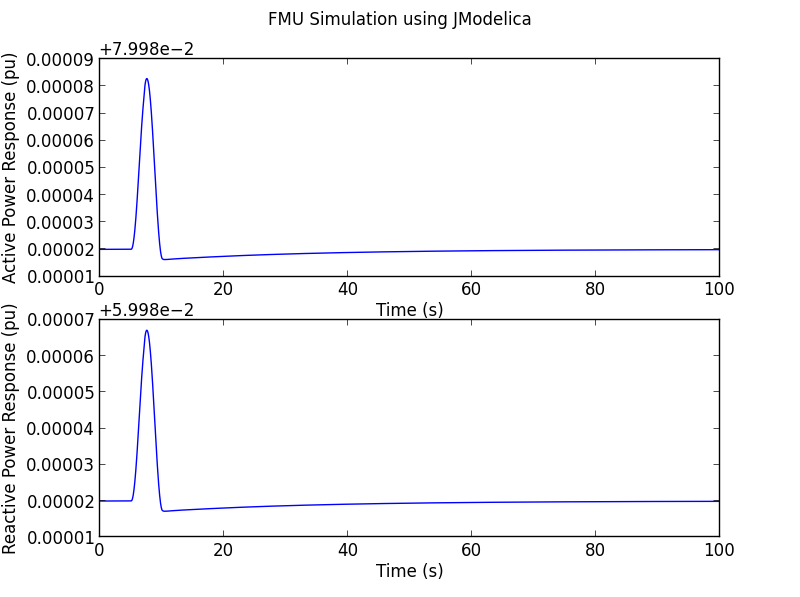 FMU Simulation using JModelica
+7.998e−2
0.00009
0.00008
0.00007
0.00006
0.00005
0.00004
0.00003
0.00002
0.00001
Active Power Response (pu)
0 20 40 60 80 100
Time (s)
+5.998e−2
0.00007
0.00006
0.00005
0.00004
0.00003
0.00002
0.00001
Reactive Power Response (pu)
0 20 40 60 80 100
Time (s)